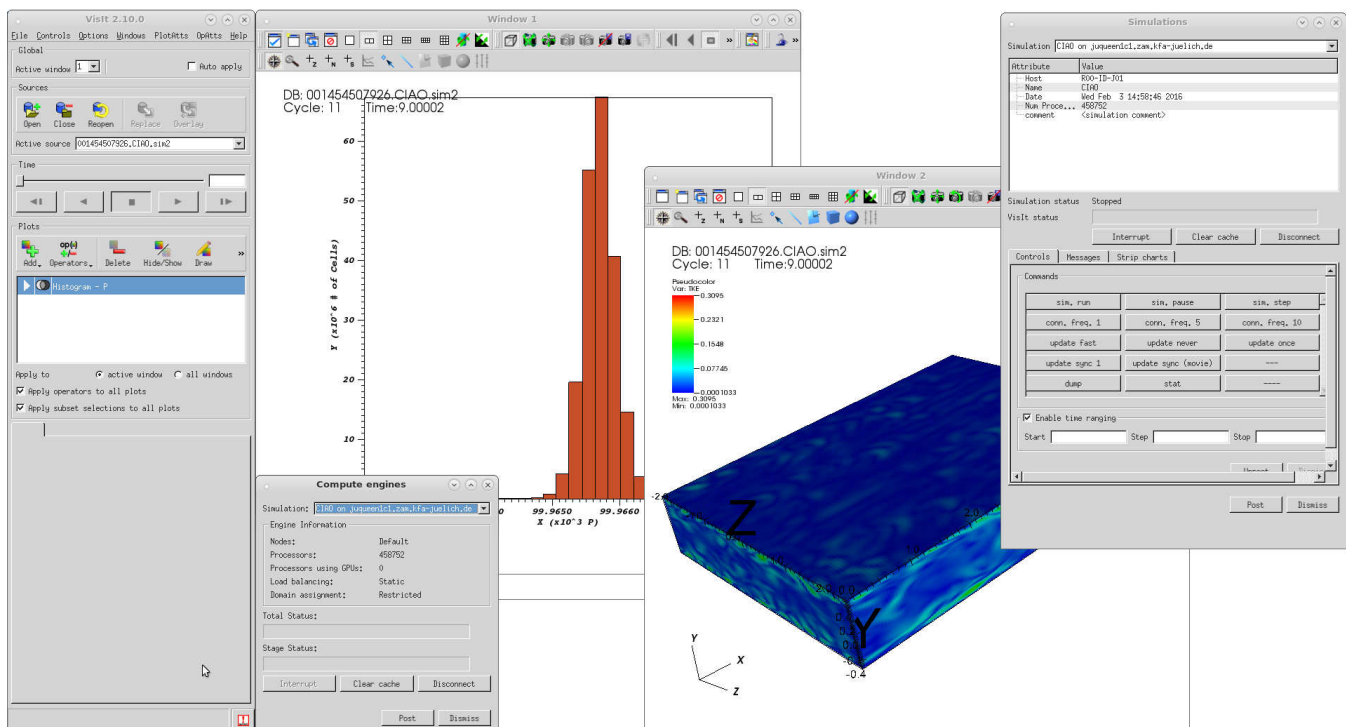 VisIt 2.10.0
File Controls Options Windows PlotAtts OpAtts Help
Global
Active window 1
Auto apply
Sources
Open Close Reopen Replace Overlay
Active source 001454507926.CIAO.sim2
Time
Plots
Add. op(+) Operators. Delete Hide/Show Draw »
Histogram - P
Apply to active window all windows
Apply operators to all plots
Apply subset selections to all plots
Window 1
DB: 001454507926.CIAO.sim2
Cycle: 11 Time:9.00002
60
50
40
30
20
10
Y (x10^6 # of Cells)
99.9650 99.9660
X (x10^3 P)
Compute engines
Simulation: CIAO on juqueen1c1.zam.kfa-juelich.de
Engine Information
Nodes: Default
Processors: 458752
Processors using GPUs: 0
Load balancing: Static
Domain assignment: Restricted
Total Status:
Stage Status:
Interrupt Clear cache Disconnect
Post Dismiss
Window 2
DB: 001454507926.CIAO.sim2
Cycle: 11 Time:9.00002
Pseudocolor
Var: TKE
0.3095
0.2321
0.1548
0.07745
0.0001033
Max: 0.3095
Min: 0.0001033
Z
Y
-0.4
Y
X
Z
Simulations
Simulation CIAO on juqueen1c1.zam.kfa-juelich.de
Attribute Value
Host R00-ID-J01
Name CIAO
Date Wed Feb 3 14:58:46 2016
Num Proce... 458752
comment <simulation comment>
Simulation status Stopped
VisIt status
Interrupt Clear cache Disconnect
Controls Messages Strip charts
Commands
sim. run sim. pause sim. step
conn. freq. 1 conn. freq. 5 conn. freq. 10
update fast update never update once
update sync 1 update sync (movie) ---
dump stat ----
Enable time ranging
Start Step Stop
Post Dismiss